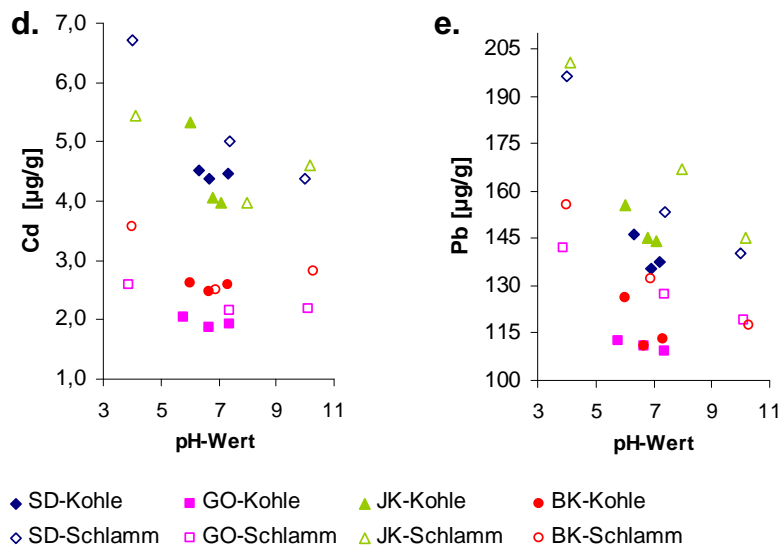 d.
Cd [µg/g]
7,0
6,0
5,0
4,0
3,0
2,0
1,0
3 5 7 9 11
pH-Wert
e.
Pb [µg/g]
205
190
175
160
145
130
115
100
3 5 7 9 11
pH-Wert
SD-Kohle GO-Kohle JK-Kohle BK-Kohle
SD-Schlamm GO-Schlamm JK-Schlamm BK-Schlamm